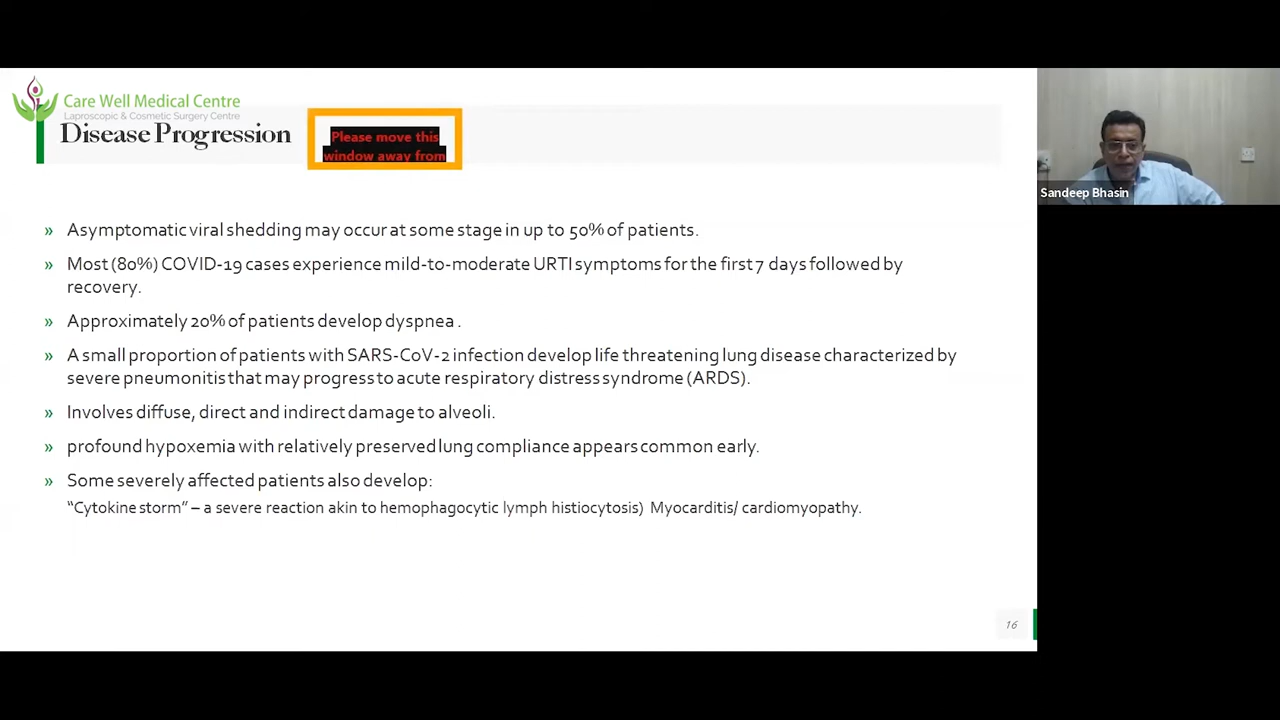 Care Well Medical Centre
Laproscopic & Cosmetic Surgery Centre
Disease Progression
Please move this
window away from
Sandeep Bhasin
» Asymptomatic viral shedding may occur at some stage in up to 50% of patients.
» Most (80%) COVID-19 cases experience mild-to-moderate URTI symptoms for the first 7 days followed by
recovery.
» Approximately 20% of patients develop dyspnea .
» A small proportion of patients with SARS-CoV-2 infection develop life threatening lung disease characterized by
severe pneumonitis that may progress to acute respiratory distress syndrome (ARDS).
» Involves diffuse, direct and indirect damage to alveoli.
» profound hypoxemia with relatively preserved lung compliance appears common early.
» Some severely affected patients also develop:
“Cytokine storm” – a severe reaction akin to hemophagocytic lymph histiocytosis) Myocarditis/ cardiomyopathy.
16